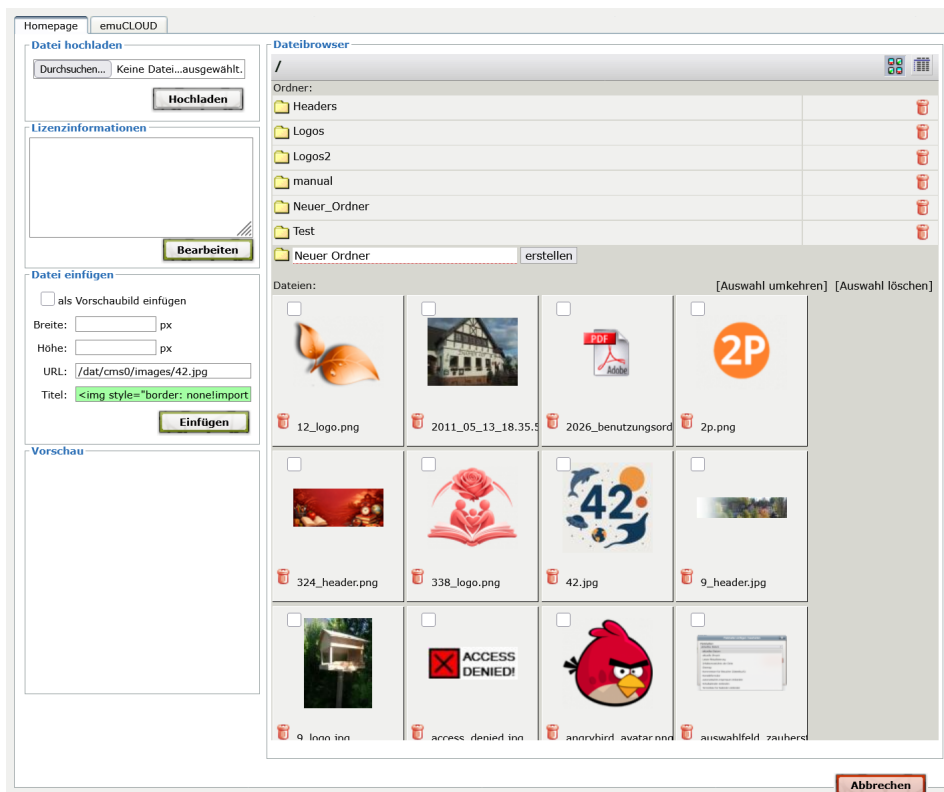 Homepage
emuCLOUD
Datei hochladen
Durchsuchen... Keine Datei...ausgewählt.
Hochladen
Lizenzinformationen
Bearbeiten
Datei einfügen
als Vorschaubild einfügen
Breite: px
Höhe: px
URL: /dat/cms0/images/42.jpg
Titel: <img style="border: none!import
Einfügen
Vorschau
Dateibrowser
/
Ordner:
Headers
Logos
Logos2
manual
Neuer_Ordner
Test
Neuer Ordner erstellen
Dateien: [Auswahl umkehren] [Auswahl löschen]
PDF
Adobe
2P
12_logo.png
2011_05_13_18.35.5
2026_benutzungsord
2p.png
42
324_header.png
338_logo.png
42.jpg
9_header.jpg
ACCESS
DENIED!
9_logo.jpg
access_denied.jpg
angrybird_avatar.png
auswahlfeld_zauberst
Abbrechen